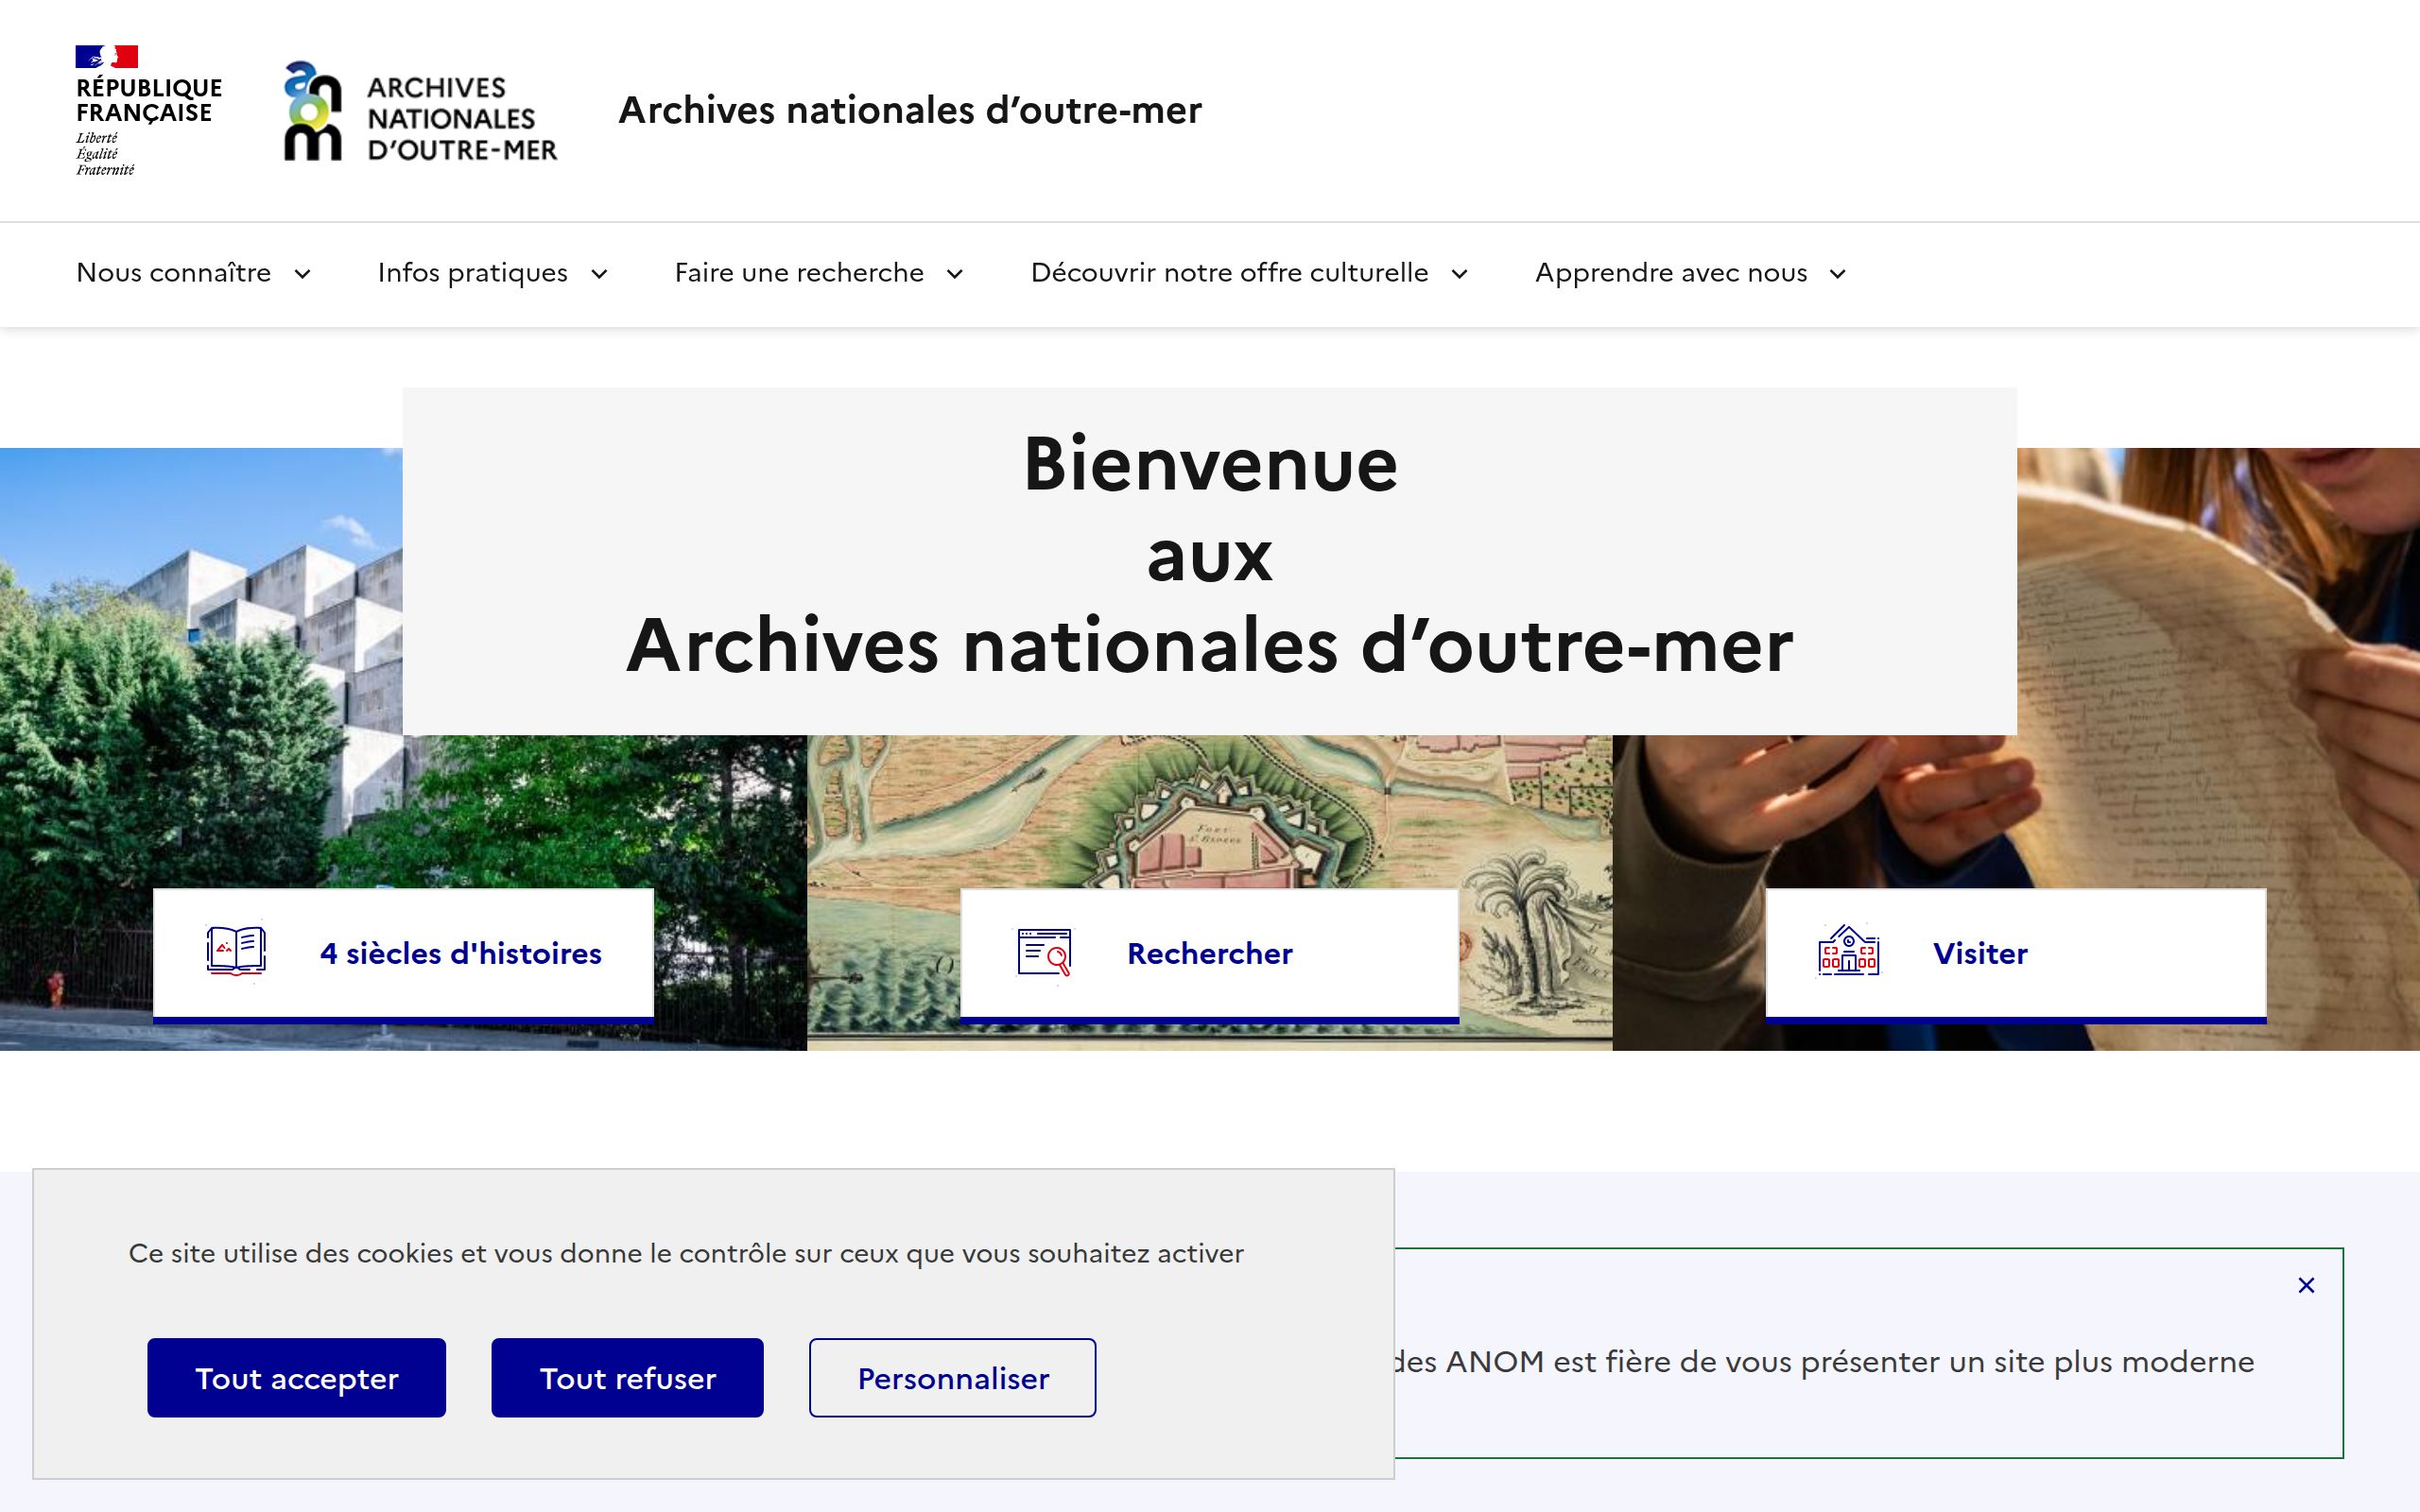 RÉPUBLIQUE
FRANÇAISE
Liberté
Égalité
Fraternité
ARCHIVES
NATIONALES
D'OUTRE-MER
Archives nationales d’outre-mer
Nous connaître
Infos pratiques
Faire une recherche
Découvrir notre offre culturelle
Apprendre avec nous
Bienvenue
aux
Archives nationales d’outre-mer
4 siècles d'histoires
Rechercher
Visiter
Ce site utilise des cookies et vous donne le contrôle sur ceux que vous souhaitez activer
Tout accepter
Tout refuser
Personnaliser
des ANOM est fière de vous présenter un site plus moderne